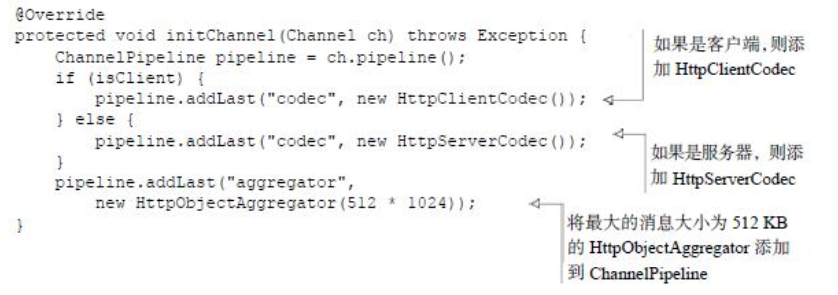 @Override
protected void initChannel(Channel ch) throws Exception {
    ChannelPipeline pipeline = ch.pipeline();
    if (isClient) {
        pipeline.addLast("codec", new HttpClientCodec());
    } else {
        pipeline.addLast("codec", new HttpServerCodec());
    }
    pipeline.addLast("aggregator",
        new HttpObjectAggregator(512 * 1024));
}
如果是客户端,则添
加 HttpClientCodec
如果是服务器，则添
加 HttpServerCodec
将最大的消息大小为 512 KB
的 HttpObjectAggregator 添加
到 ChannelPipeline